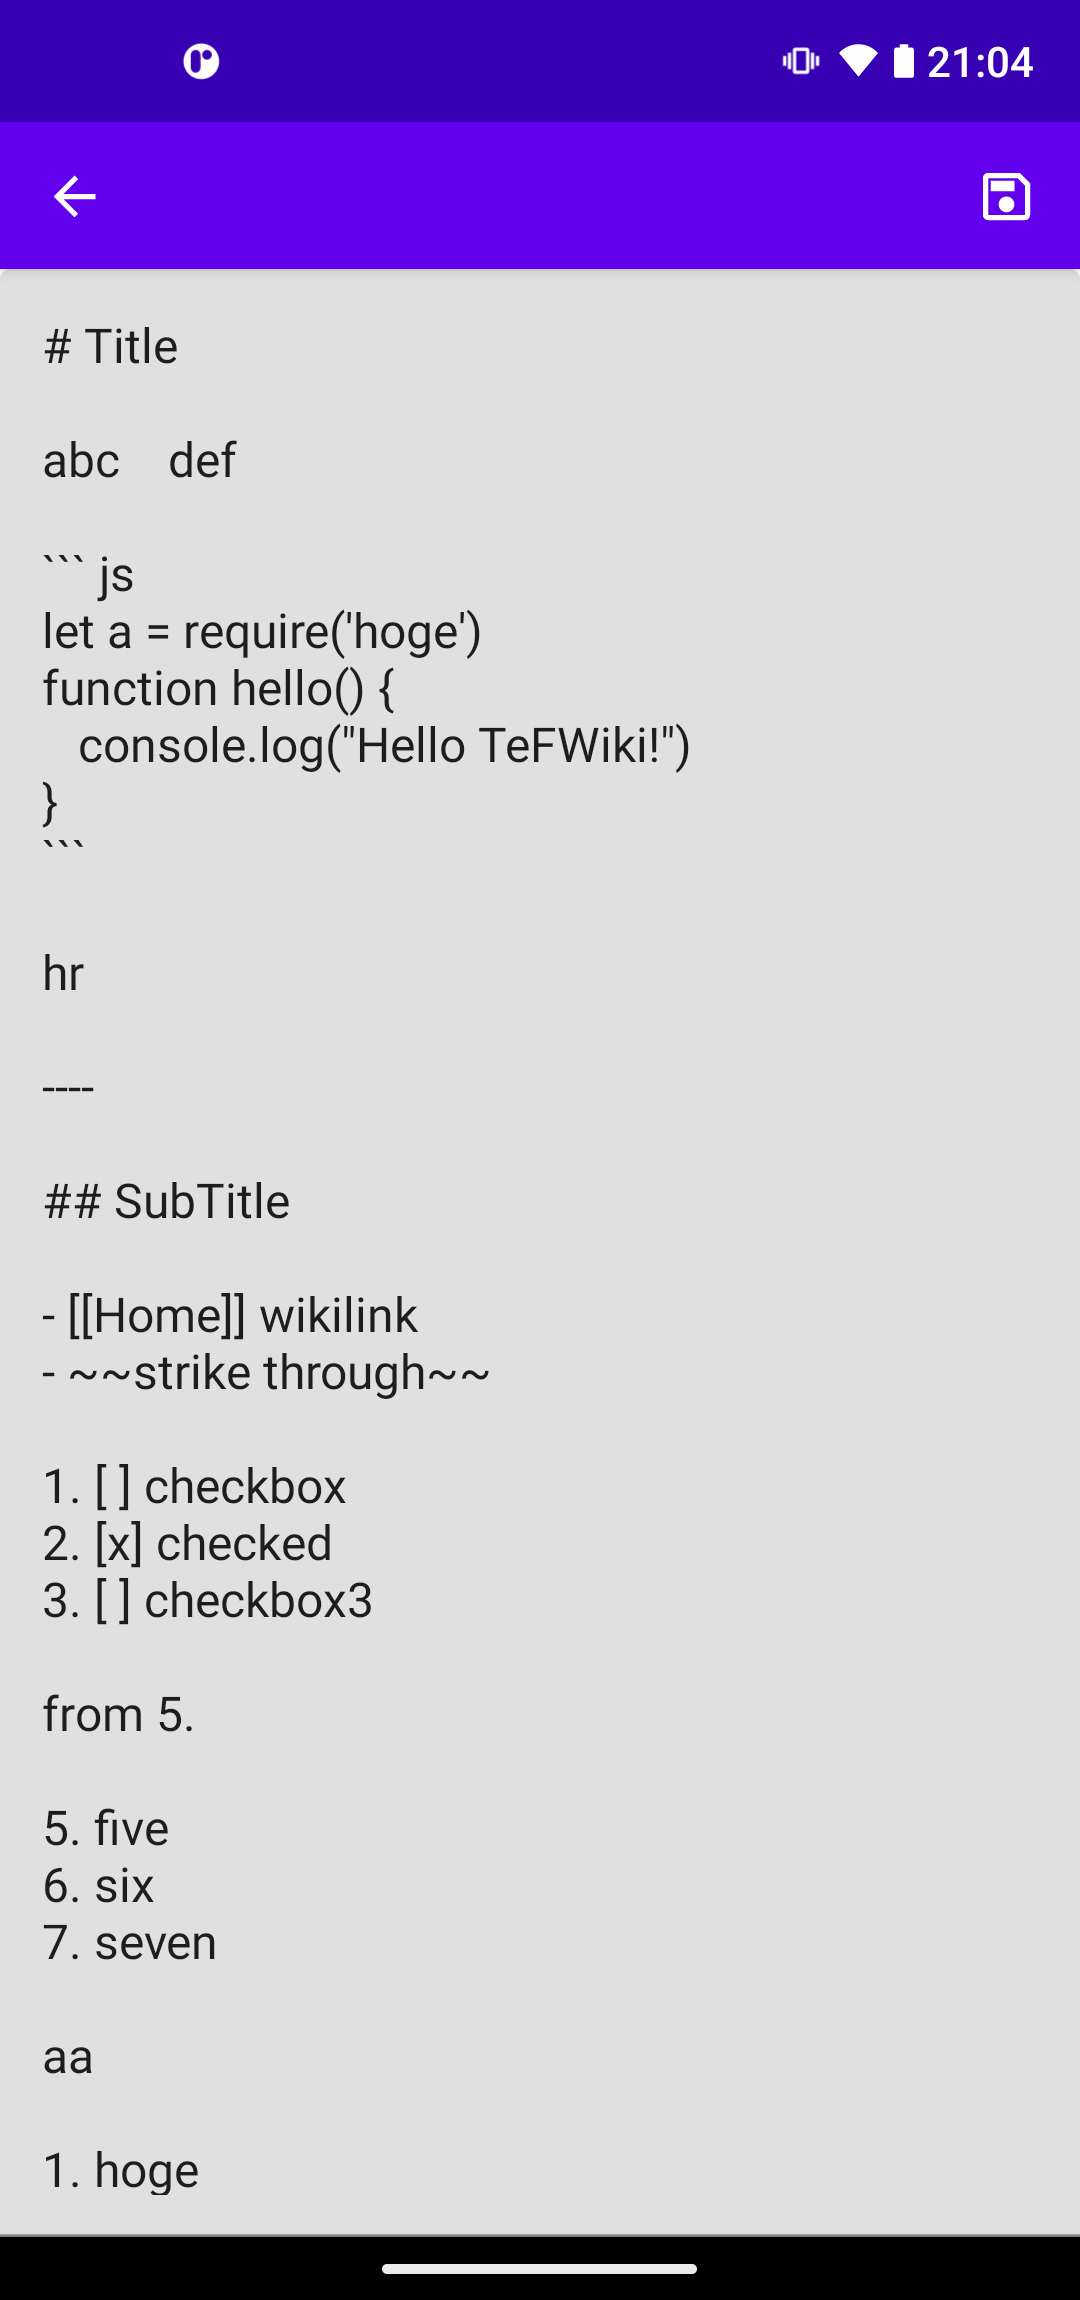 21:04
# Title
abc    def
``` js
let a = require('hoge')
function hello() {
   console.log("Hello TeFWiki!")
}
```
hr
----
## SubTitle
- [[Home]] wikilink
- ~~strike through~~
1. [ ] checkbox
2. [x] checked
3. [ ] checkbox3
from 5.
5. five
6. six
7. seven
aa
1. hoge